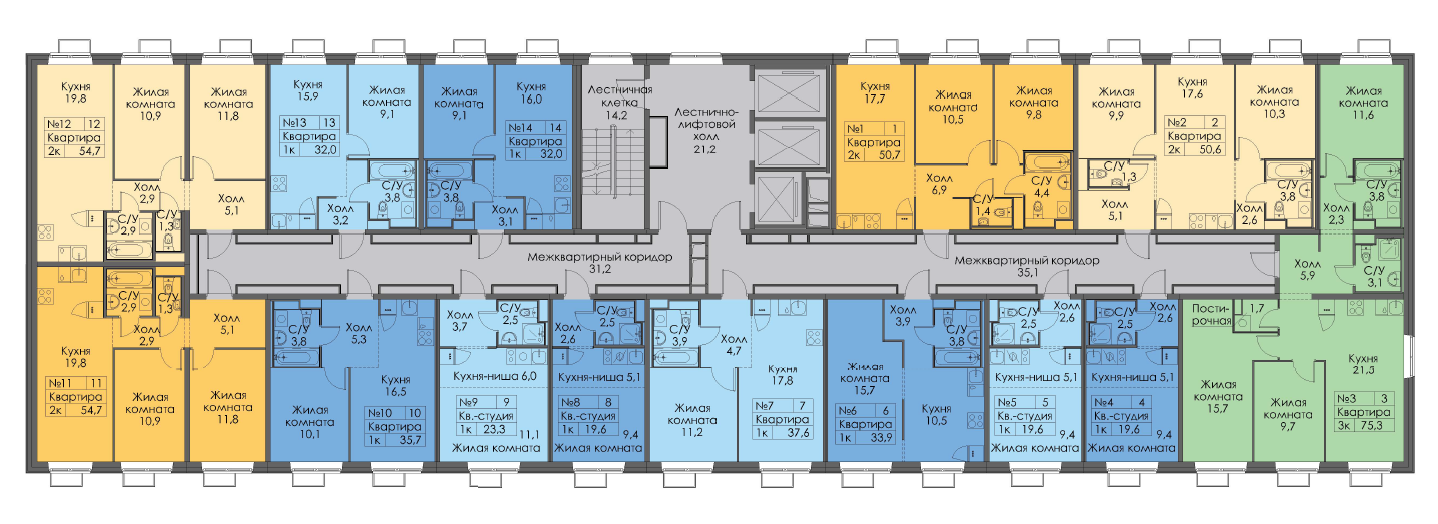 Кухня
19,8
№12 12
Квартира
2к 54,7
Жилая
комната
10,9
Холл
2,9
С/У
2,9
С/У
1,3
Жилая
комната
11,8
Холл
5,1
Кухня
15,9
№13 13
Квартира
1к 32,0
Холл
3,2
Жилая
комната
9,1
С/У
3,8
Жилая
комната
9,1
С/У
3,8
Кухня
16,0
№14 14
Квартира
1к 32,0
Холл
3,1
Лестничная
клетка
14,2
Лестнично-
лифтовой
холл
21,2
Кухня
17,7
№1 1
Квартира
2к 50,7
Жилая
комната
10,5
Холл
6,9
С/У
1,4
Жилая
комната
9,8
С/У
4,4
Жилая
комната
9,9
С/У
1,3
Холл
5,1
Кухня
17,6
№2 2
Квартира
2к 50,6
Жилая
комната
10,3
С/У
3,8
Холл
2,6
Жилая
комната
11,6
С/У
3,8
Холл
2,3
Межквартирный коридор
31,2
Межквартирный коридор
35,1
Холл
5,9
С/У
3,1
С/У
2,9
С/У
1,3
Холл
2,9
Кухня
19,8
№11 11
Квартира
2к 54,7
Жилая
комната
10,9
Холл
5,1
Жилая
комната
11,8
С/У
3,8
Холл
5,3
Жилая
комната
10,1
Кухня
16,5
№10 10
Квартира
1к 35,7
Холл
3,7
С/У
2,5
Кухня-ниша 6,0
№9 9
Кв.-студия
1к 23,3
11,1
Жилая комната
Холл
2,6
С/У
2,5
Кухня-ниша 5,1
№8 8
Кв.-студия
1к 19,6
9,4
Жилая комната
С/У
3,9
Холл
4,7
Жилая
комната
11,2
Кухня
17,8
№7 7
Квартира
1к 37,6
Холл
3,9
С/У
3,8
Жилая
комната
15,7
№6 6
Квартира
1к 33,9
Кухня
10,5
С/У
2,5
Холл
2,6
Кухня-ниша 5,1
№5 5
Кв.-студия
1к 19,6
9,4
Жилая комната
С/У
2,5
Холл
2,6
Кухня-ниша 5,1
№4 4
Кв.-студия
1к 19,6
9,4
Жилая комната
Пости-
рочная
1,7
Жилая
комната
15,7
Жилая
комната
9,7
Кухня
21,5
№3 3
Квартира
3к 75,3